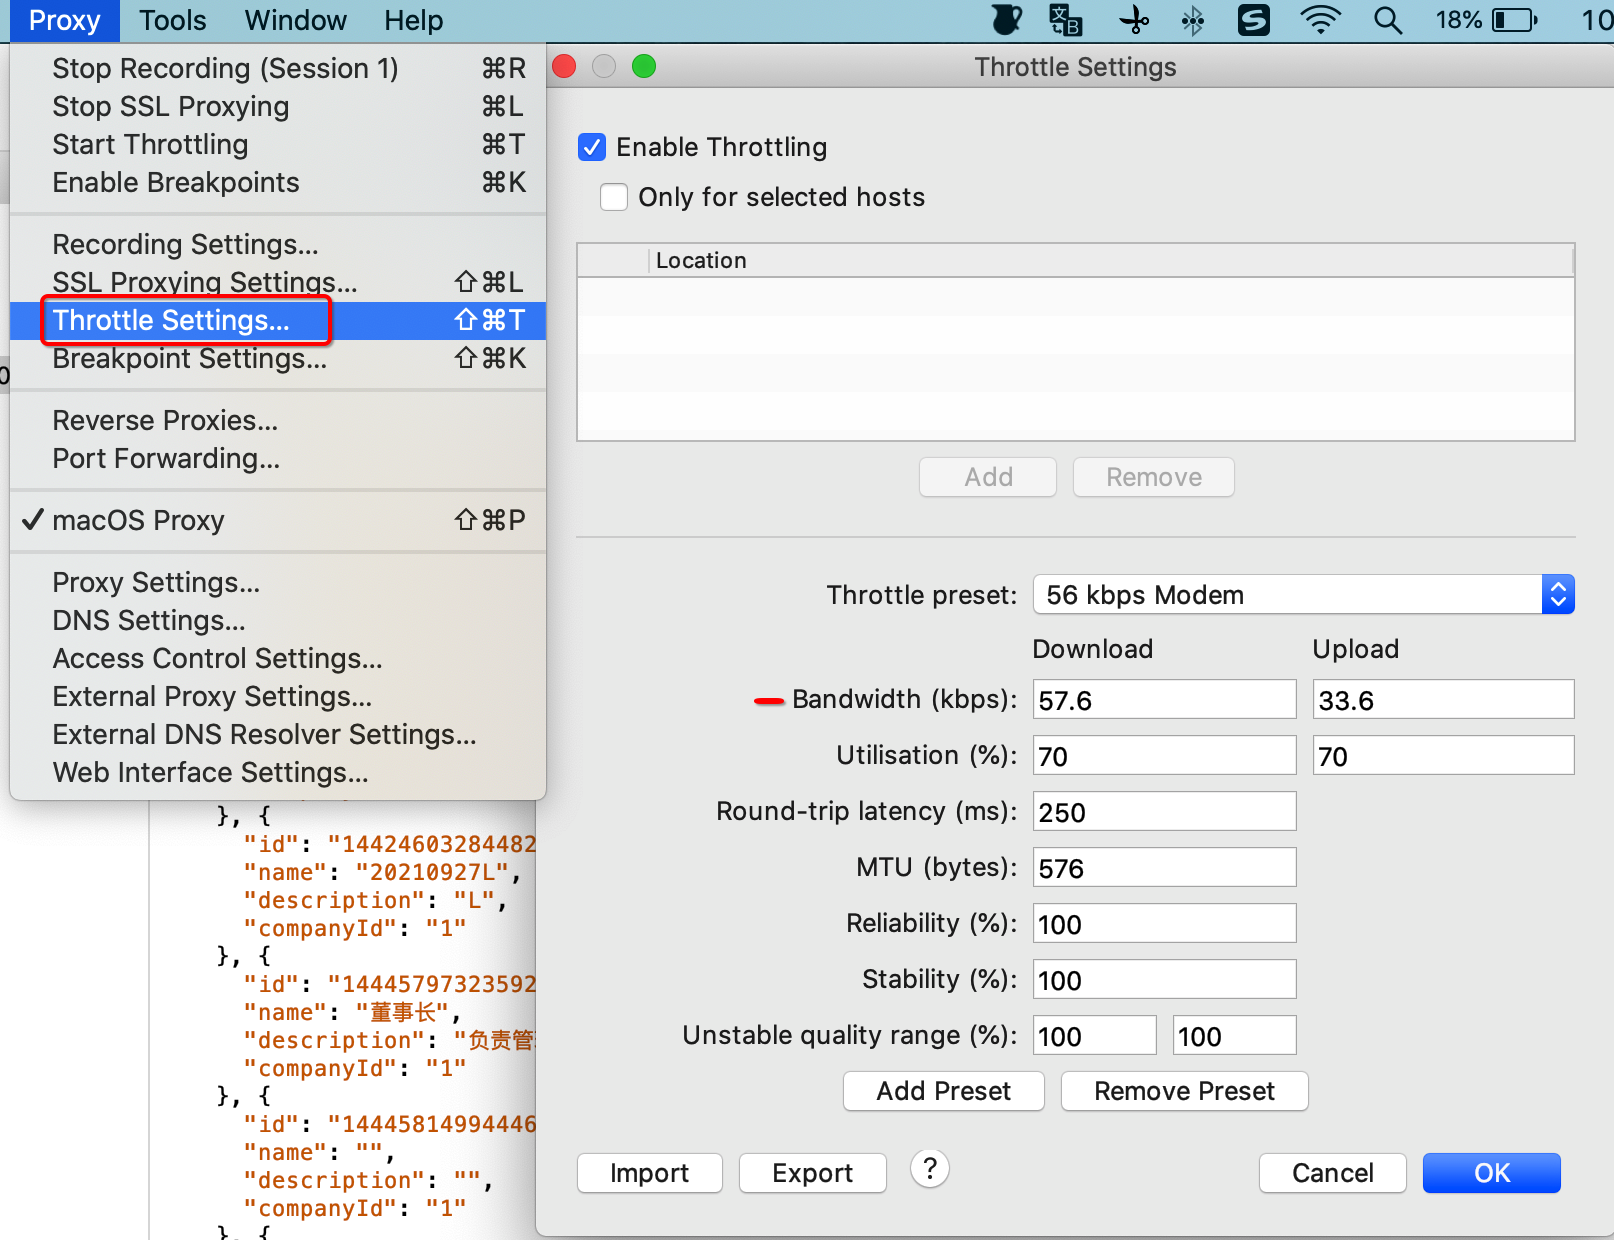 Proxy Tools Window Help 18% 10
Stop Recording (Session 1) ⌘R
Stop SSL Proxying ⌘L
Start Throttling ⌘T
Enable Breakpoints ⌘K
Recording Settings...
SSL Proxying Settings... ⇧⌘L
Throttle Settings... ⇧⌘T
Breakpoint Settings... ⇧⌘K
Reverse Proxies...
Port Forwarding...
✓ macOS Proxy ⇧⌘P
Proxy Settings...
DNS Settings...
Access Control Settings...
External Proxy Settings...
External DNS Resolver Settings...
Web Interface Settings...
}, {
"id": "14424603284482
"name": "20210927L",
"description": "L",
"companyId": "1"
}, {
"id": "14445797323592
"name": "董事长",
"description": "负责管
"companyId": "1"
}, {
"id": "14445814994446
"name": "",
"description": "",
"companyId": "1"
}, {
Throttle Settings
Enable Throttling
Only for selected hosts
Location
Add Remove
Throttle preset: 56 kbps Modem
Download Upload
Bandwidth (kbps): 57.6 33.6
Utilisation (%): 70 70
Round-trip latency (ms): 250
MTU (bytes): 576
Reliability (%): 100
Stability (%): 100
Unstable quality range (%): 100 100
Add Preset Remove Preset
Import Export ? Cancel OK